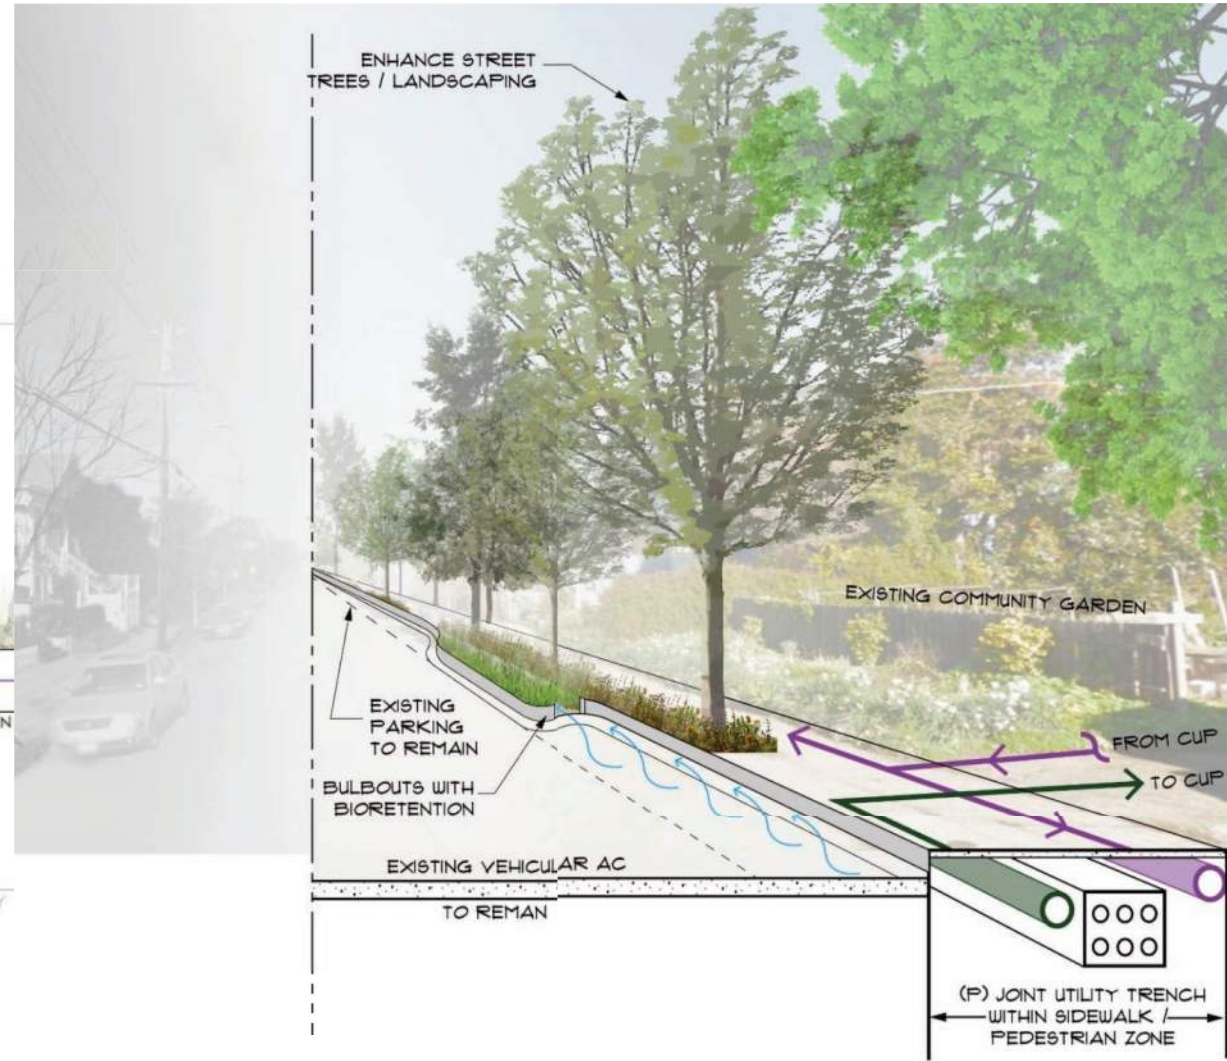 ENHANCE STREET
TREES / LANDSCAPING
EXISTING COMMUNITY GARDEN
EXISTING
PARKING
TO REMAIN
FROM CUP
TO CUP
BULBOUTS WITH
BIORETENTION
EXISTING VEHICULAR AC
TO REMAN
N
(P) JOINT UTILITY TRENCH
WITHIN SIDEWALK /
PEDESTRIAN ZONE